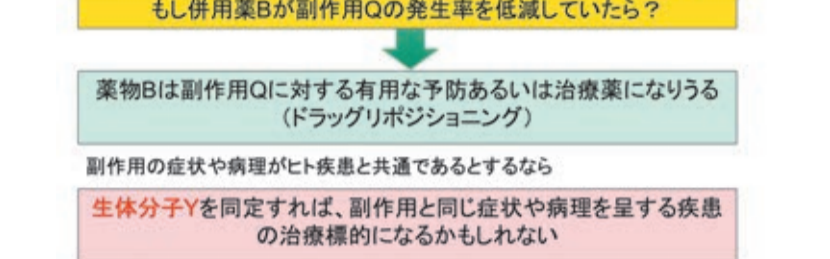 もし併用薬Bが副作用Qの発生率を低減していたら?
薬物Bは副作用Qに対する有用な予防あるいは治療薬になりうる
（ドラッグリポジショニング）
副作用の症状や病理がヒト疾患と共通であるとするなら
生体分子Yを同定すれば、副作用と同じ症状や病理を呈する疾患
の治療標的になるかもしれない